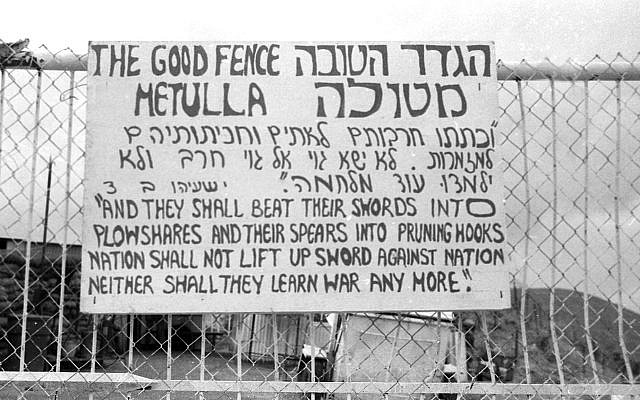 THE GOOD FENCE הגדר הטובה
METULLA מטולה
"וכתתו חרבותם לאתים וחניתותיהם
למזמרות. לא ישא גוי אל גוי חרב ולא
ילמדו עוד מלחמה." ישעיהו ב 3
"AND THEY SHALL BEAT THEIR SWORDS INTO
PLOWSHARES AND THEIR SPEARS INTO PRUNING HOOKS
NATION SHALL NOT LIFT UP SWORD AGAINST NATION
NEITHER SHALL THEY LEARN WAR ANY MORE".